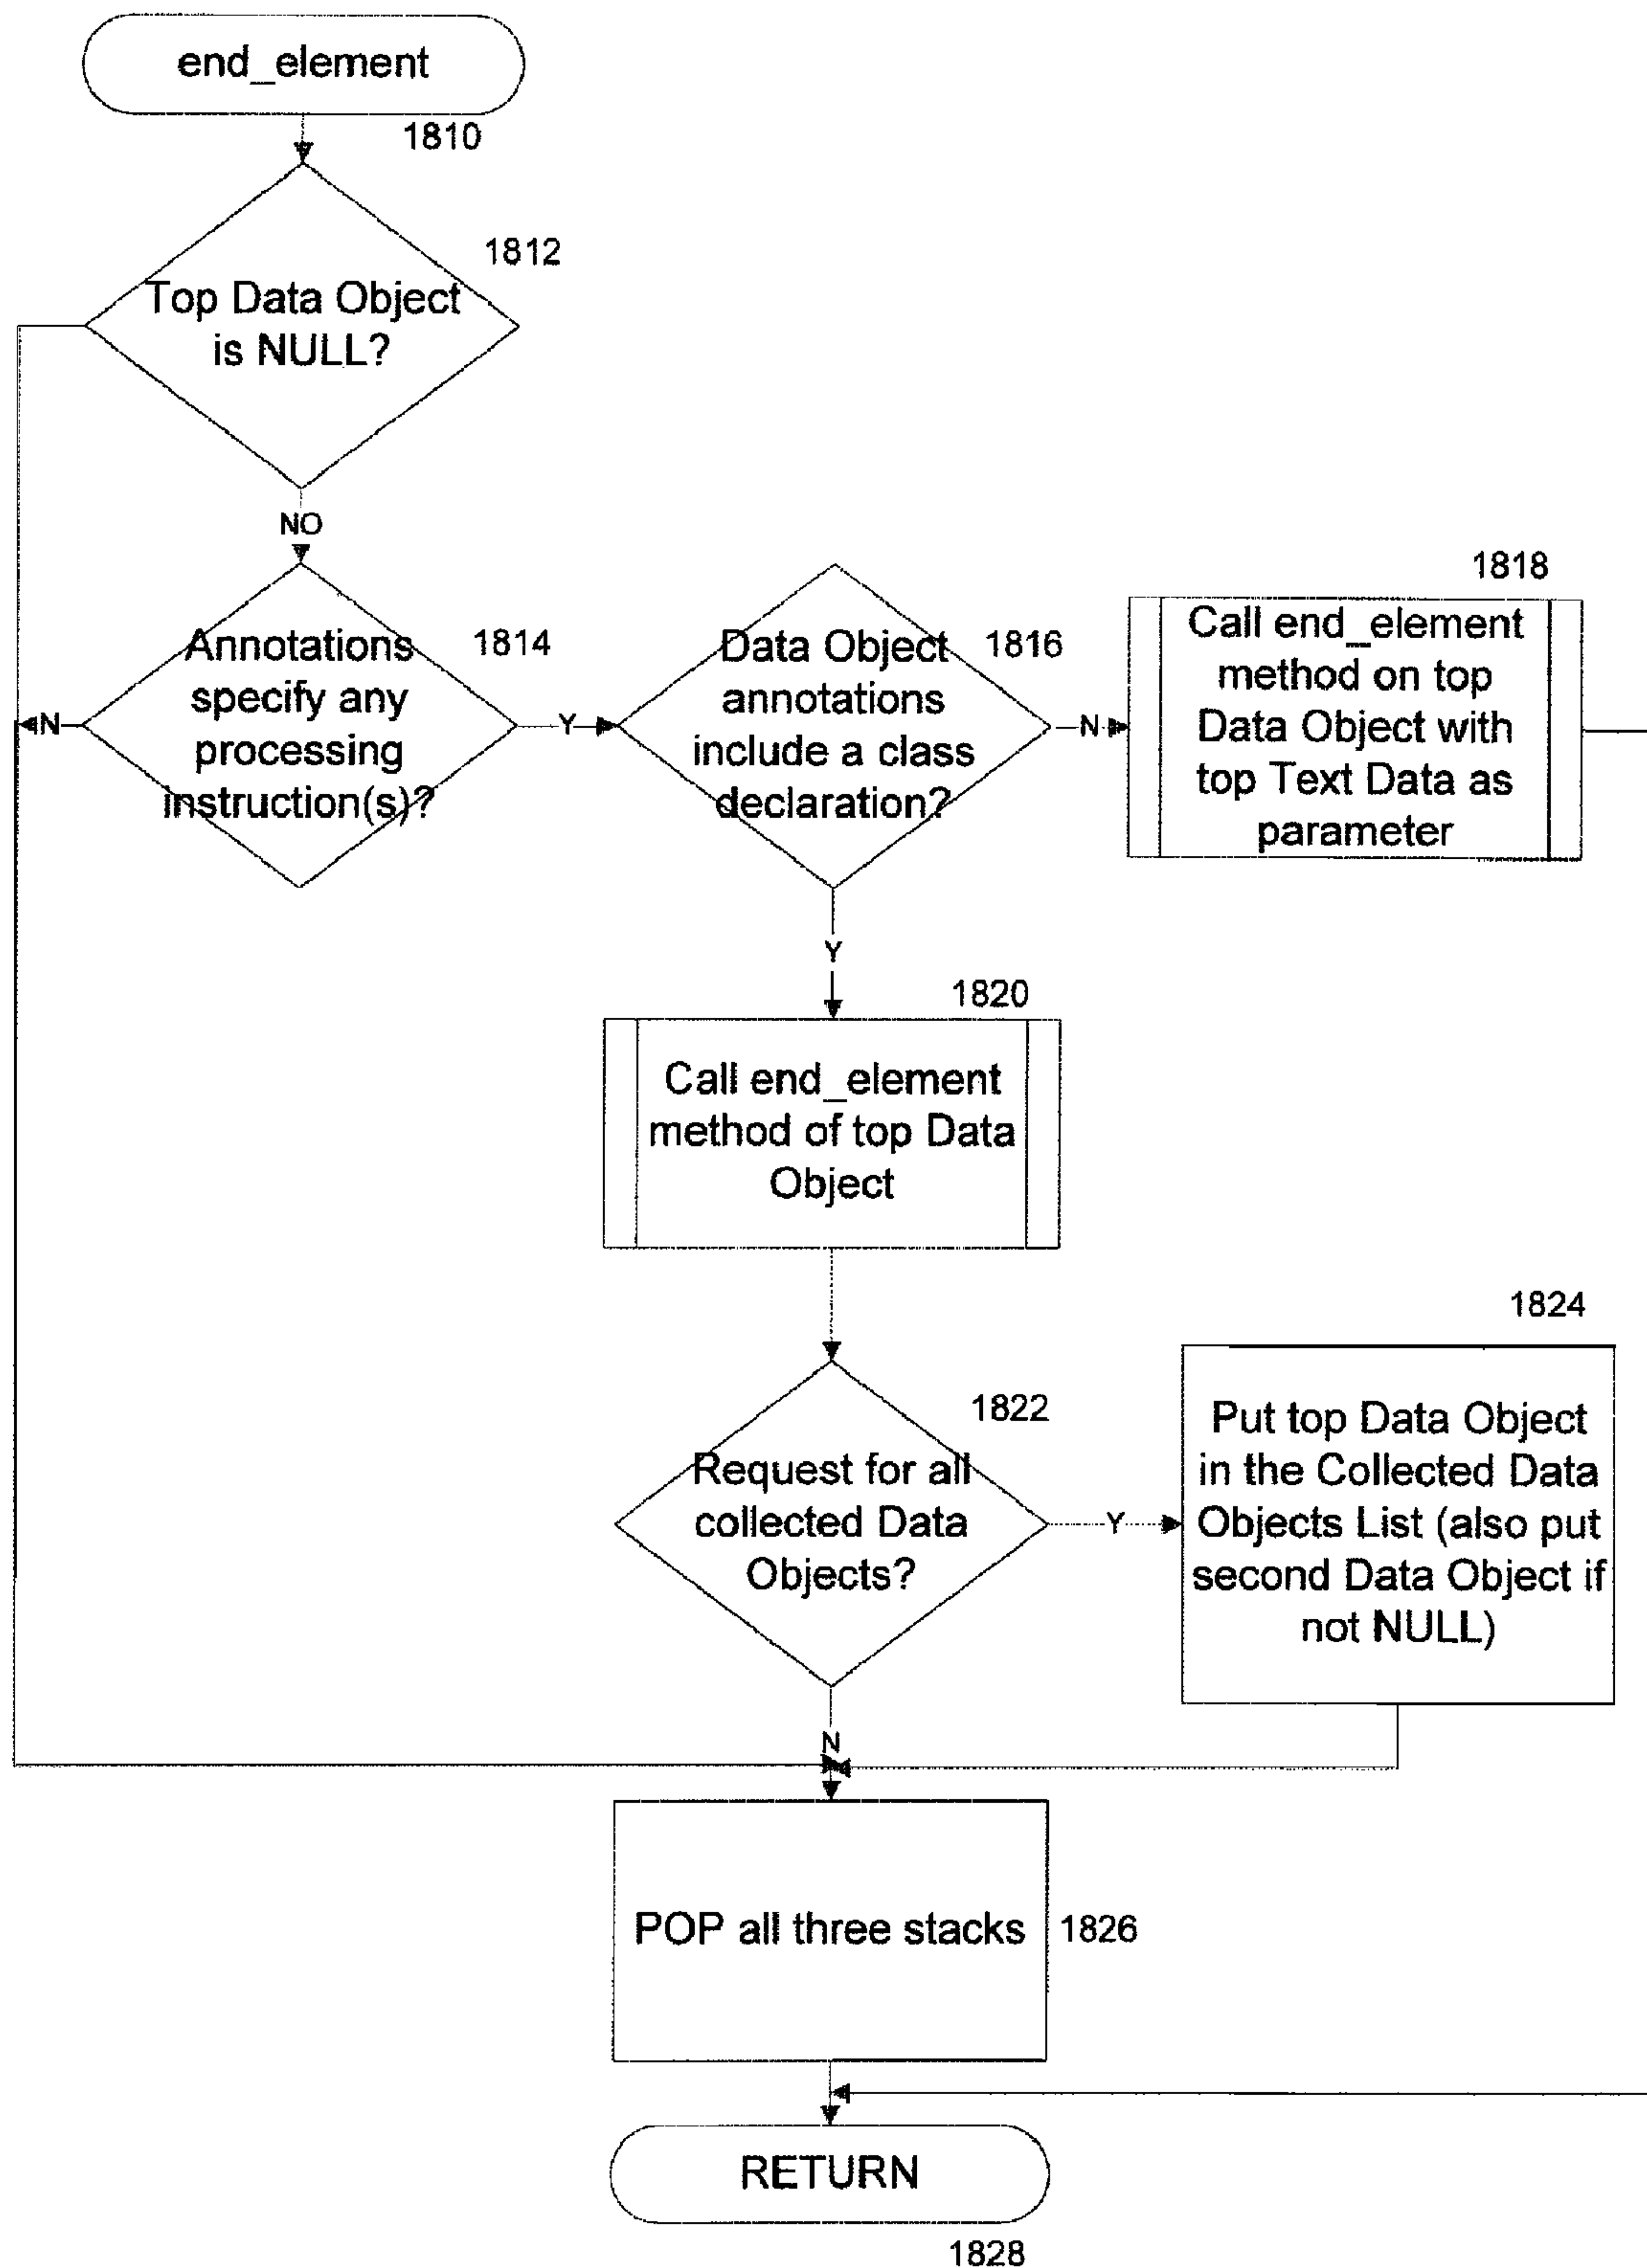 end_element
1810
1812
Top Data Object
is NULL?
NO
Annotations
specify any
processing
instruction(s)?
1814
N
Y
Data Object
annotations
include a class
declaration?
1816
N
1818
Call end_element
method on top
Data Object with
top Text Data as
parameter
Y
1820
Call end_element
method of top Data
Object
1822
Request for all
collected Data
Objects?
Y
1824
Put top Data Object
in the Collected Data
Objects List (also put
second Data Object if
not NULL)
N
POP all three stacks
1826
RETURN
1828